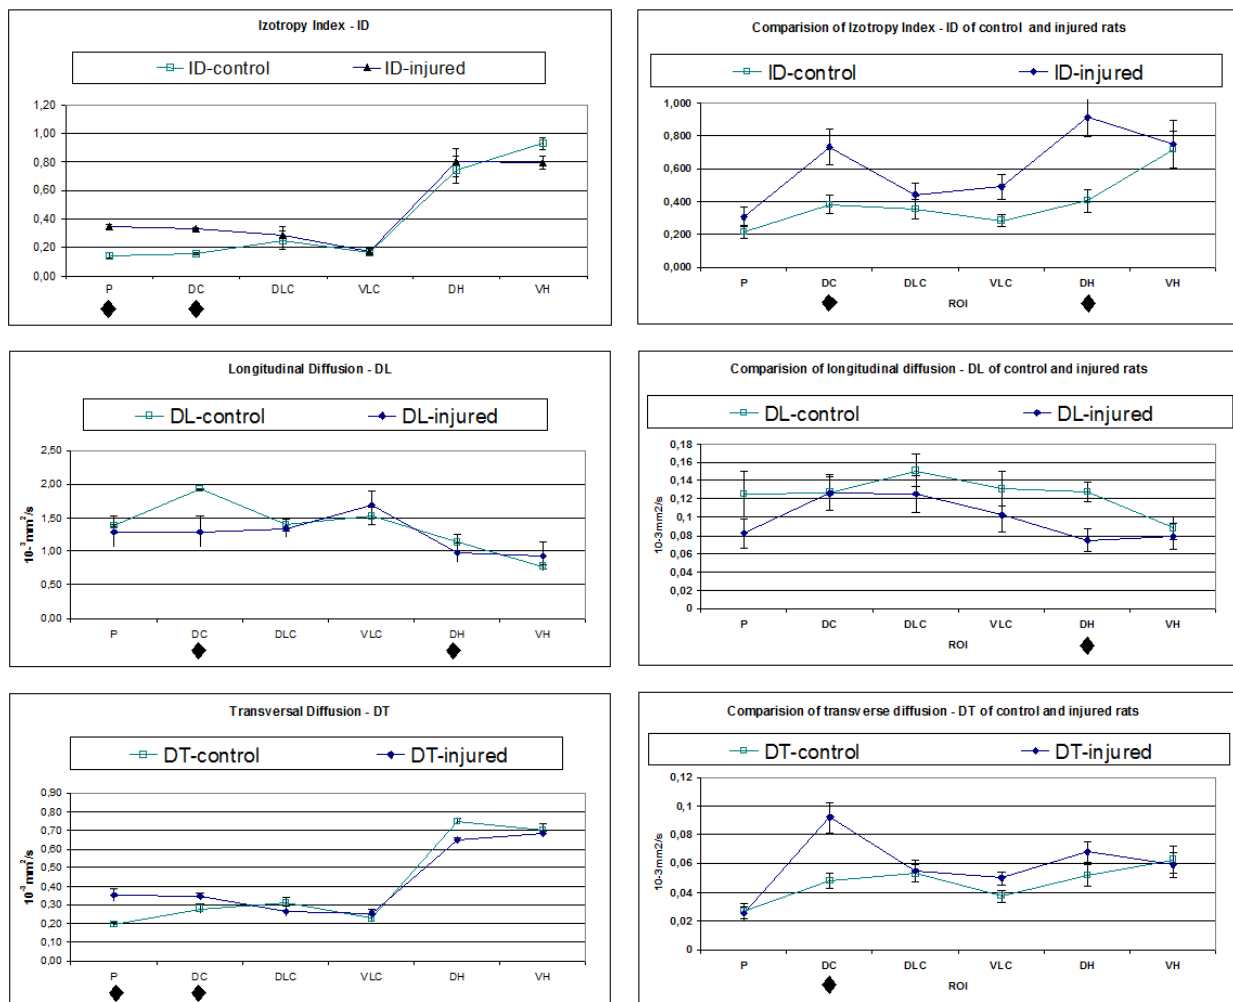 Izotropy Index - ID
ID-control ID-injured
1,20
1,00
0,80
0,60
0,40
0,20
0,00
P DC DLC VLC DH VH
Comparision of Izotropy Index - ID of control and injured rats
ID-control ID-injured
1,000
0,800
0,600
0,400
0,200
0,000
P DC DLC VLC DH VH
ROI
Longitudinal Diffusion - DL
DL-control DL-injured
10-³ mm²/s
2,50
2,00
1,50
1,00
0,50
0,00
P DC DLC VLC DH VH
Comparision of longitudinal diffusion - DL of control and injured rats
DL-control DL-injured
10-3mm2/s
0,18
0,16
0,14
0,12
0,1
0,08
0,06
0,04
0,02
0
P DC DLC VLC DH VH
ROI
Transversal Diffusion - DT
DT-control DT-injured
10-³ mm²/s
0,90
0,80
0,70
0,60
0,50
0,40
0,30
0,20
0,10
0,00
P DC DLC VLC DH VH
Comparision of transverse diffusion - DT of control and injured rats
DT-control DT-injured
10-3mm2/s
0,12
0,1
0,08
0,06
0,04
0,02
0
P DC DLC VLC DH VH
ROI